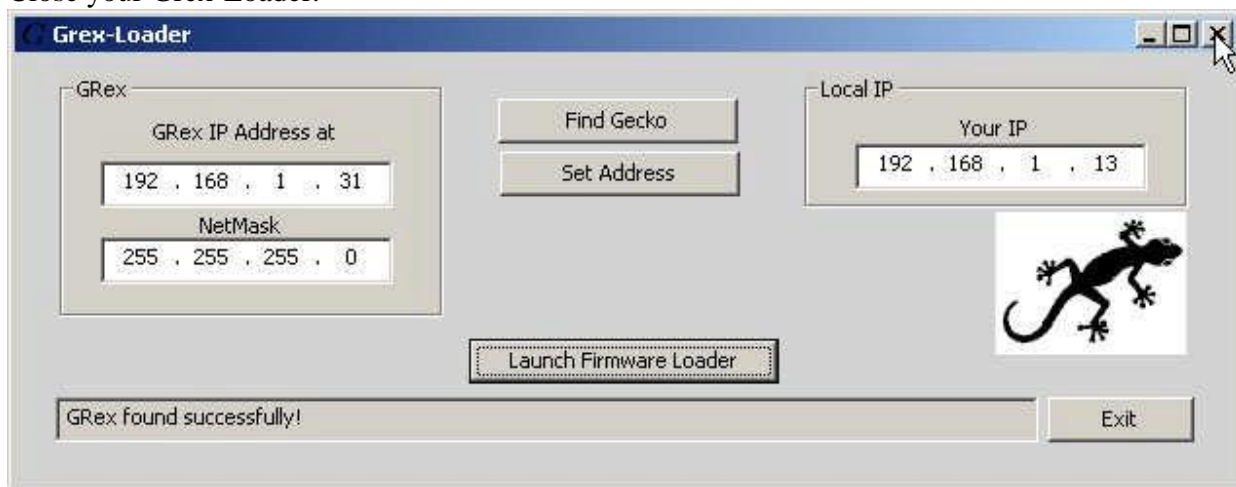 Close your Grex-Loader.
Grex-Loader
GRex
GRex IP Address at
192 . 168 . 1 . 31
NetMask
255 . 255 . 255 . 0
Find Gecko
Set Address
Local IP
Your IP
192 . 168 . 1 . 13
Launch Firmware Loader
GRex found successfully!
Exit